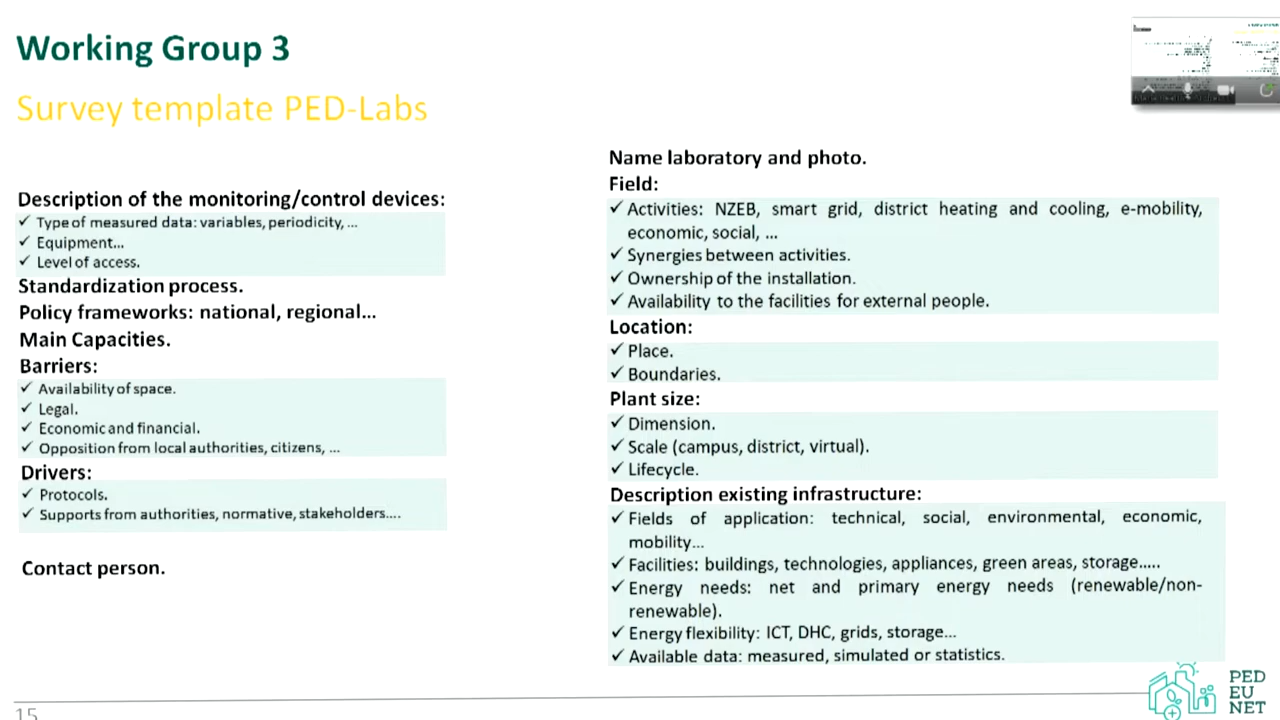 Working Group 3
Survey template PED-Labs
Description of the monitoring/control devices:
✓ Type of measured data: variables, periodicity, ...
✓ Equipment...
✓ Level of access.
Standardization process.
Policy frameworks: national, regional...
Main Capacities.
Barriers:
✓ Availability of space.
✓ Legal.
✓ Economic and financial.
✓ Opposition from local authorities, citizens, ...
Drivers:
✓ Protocols.
✓ Supports from authorities, normative, stakeholders....
Contact person.
Name laboratory and photo.
Field:
✓ Activities: NZEB, smart grid, district heating and cooling, e-mobility,
economic, social, ...
✓ Synergies between activities.
✓ Ownership of the installation.
✓ Availability to the facilities for external people.
Location:
✓ Place.
✓ Boundaries.
Plant size:
✓ Dimension.
✓ Scale (campus, district, virtual).
✓ Lifecycle.
Description existing infrastructure:
✓ Fields of application: technical, social, environmental, economic,
mobility...
✓ Facilities: buildings, technologies, appliances, green areas, storage.....
✓ Energy needs: net and primary energy needs (renewable/non-
renewable).
✓ Energy flexibility: ICT, DHC, grids, storage...
✓ Available data: measured, simulated or statistics.
15
PED
EU
NET